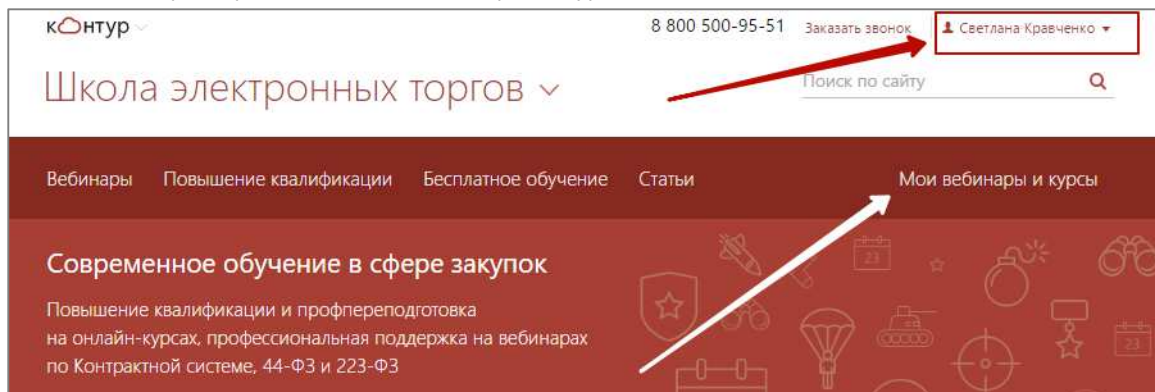 контур
8 800 500-95-51 Заказать звонок Светлана Кравченко
Школа электронных торгов
Поиск по сайту
Вебинары Повышение квалификации Бесплатное обучение Статьи Мои вебинары и курсы
Современное обучение в сфере закупок
Повышение квалификации и профпереподготовка
на онлайн-курсах, профессиональная поддержка на вебинарах
по Контрактной системе, 44-ФЗ и 223-ФЗ
23
23